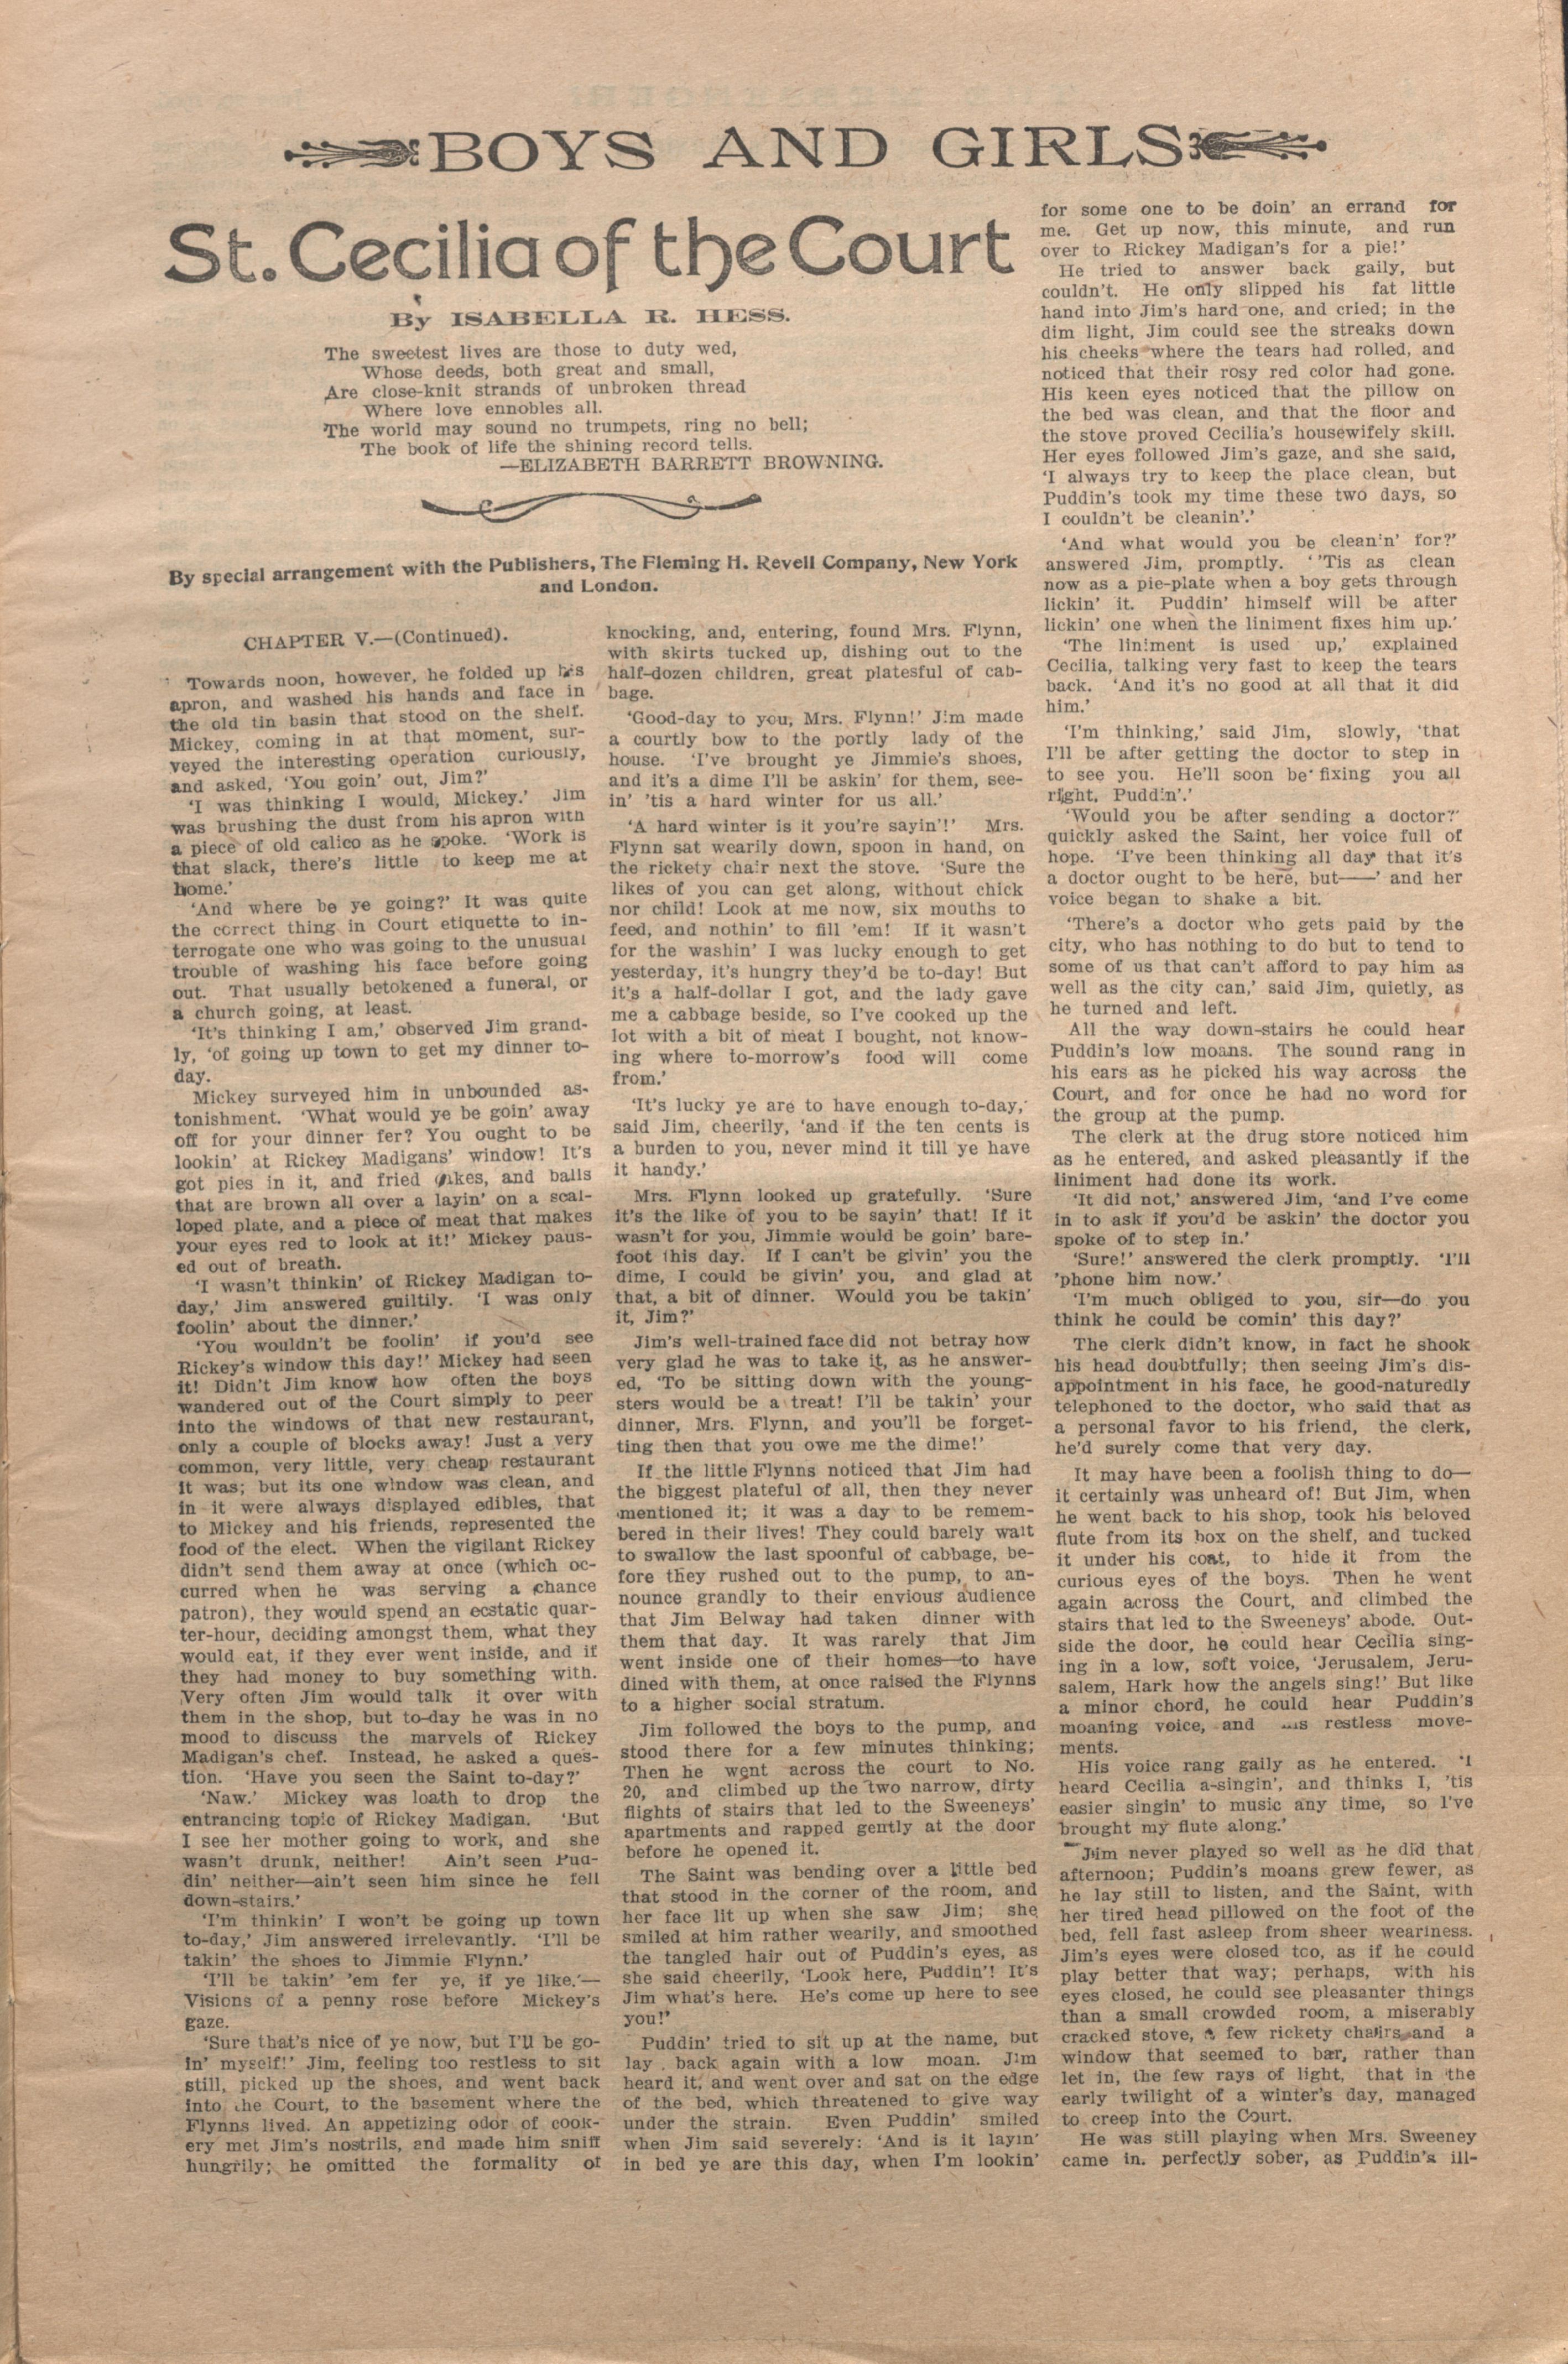 BOYS AND GIRLS
St. Cecilia of the Court
By ISABELLA R. HESS.
The sweetest lives are those to duty wed,
Whose deeds, both great and small,
Are close-knit strands of unbroken thread
Where love ennobles all.
The world may sound no trumpets, ring no bell;
The book of life the shining record tells.
—ELIZABETH BARRETT BROWNING.
By special arrangement with the Publishers, The Fleming H. Revell Company, New York
and London.
CHAPTER V.—(Continued).
Towards noon, however, he folded up his
apron, and washed his hands and face in
the old tin basin that stood on the shelf.
Mickey, coming in at that moment, sur-
veyed the interesting operation curiously,
and asked, 'You goin' out, Jim?'
'I was thinking I would, Mickey.' Jim
was brushing the dust from his apron with
a piece of old calico as he spoke. 'Work is
that slack, there's little to keep me at
home.'
'And where be ye going?' It was quite
the correct thing in Court etiquette to in-
terrogate one who was going to the unusual
trouble of washing his face before going
out. That usually betokened a funeral, or
a church going, at least.
'It's thinking I am,' observed Jim grand-
ly, 'of going up town to get my dinner to-
day.
Mickey surveyed him in unbounded as-
tonishment. 'What would ye be goin' away
off for your dinner fer? You ought to be
lookin' at Rickey Madigans' window! It's
got pies in it, and fried cakes, and balls
that are brown all over a layin' on a scal-
loped plate, and a piece of meat that makes
your eyes red to look at it!' Mickey paus-
ed out of breath.
'I wasn't thinkin' of Rickey Madigan to-
day,' Jim answered guiltily. 'I was only
foolin' about the dinner.'
'You wouldn't be foolin' if you'd see
Rickey's window this day!' Mickey had seen
it! Didn't Jim know how often the boys
wandered out of the Court simply to peer
into the windows of that new restaurant,
only a couple of blocks away! Just a very
common, very little, very cheap restaurant
it was; but its one window was clean, and
in it were always displayed edibles, that
to Mickey and his friends, represented the
food of the elect. When the vigilant Rickey
didn't send them away at once (which oc-
curred when he was serving a chance
patron), they would spend an ecstatic quar-
ter-hour, deciding amongst them, what they
would eat, if they ever went inside, and if
they had money to buy something with.
Very often Jim would talk it over with
them in the shop, but to-day he was in no
mood to discuss the marvels of Rickey
Madigan's chef. Instead, he asked a ques-
tion. 'Have you seen the Saint to-day?'
'Naw.' Mickey was loath to drop the
entrancing topic of Rickey Madigan. 'But
I see her mother going to work, and she
wasn't drunk, neither! Ain't seen Pud-
din' neither—ain't seen him since he fell
down-stairs.'
'I'm thinkin' I won't be going up town
to-day,' Jim answered irrelevantly. 'I'll be
takin' the shoes to Jimmie Flynn.'
'I'll be takin' 'em fer ye, if ye like.'—
Visions of a penny rose before Mickey's
gaze.
'Sure that's nice of ye now, but I'll be go-
in' myself!' Jim, feeling too restless to sit
still, picked up the shoes, and went back
into the Court, to the basement where the
Flynns lived. An appetizing odor of cook-
ery met Jim's nostrils, and made him sniff
hungrily; he omitted the formality of
knocking, and, entering, found Mrs. Flynn,
with skirts tucked up, dishing out to the
half-dozen children, great platesful of cab-
bage.
'Good-day to you, Mrs. Flynn!' Jim made
a courtly bow to the portly lady of the
house. 'I've brought ye Jimmie's shoes,
and it's a dime I'll be askin' for them, see-
in' 'tis a hard winter for us all.'
'A hard winter is it you're sayin'!' Mrs.
Flynn sat wearily down, spoon in hand, on
the rickety chair next the stove. 'Sure the
likes of you can get along, without chick
nor child! Look at me now, six mouths to
feed, and nothin' to fill 'em! If it wasn't
for the washin' I was lucky enough to get
yesterday, it's hungry they'd be to-day! But
it's a half-dollar I got, and the lady gave
me a cabbage beside, so I've cooked up the
lot with a bit of meat I bought, not know-
ing where to-morrow's food will come
from.'
'It's lucky ye are to have enough to-day,'
said Jim, cheerily, 'and if the ten cents is
a burden to you, never mind it till ye have
it handy.'
Mrs. Flynn looked up gratefully. 'Sure
it's the like of you to be sayin' that! If it
wasn't for you, Jimmie would be goin' bare-
foot this day. If I can't be givin' you the
dime, I could be givin' you, and glad at
that, a bit of dinner. Would you be takin'
it, Jim?'
Jim's well-trained face did not betray how
very glad he was to take it, as he answer-
ed, 'To be sitting down with the young-
sters would be a treat! I'll be takin' your
dinner, Mrs. Flynn, and you'll be forget-
ting then that you owe me the dime!'
If the little Flynns noticed that Jim had
the biggest plateful of all, then they never
mentioned it; it was a day to be remem-
bered in their lives! They could barely wait
to swallow the last spoonful of cabbage, be-
fore they rushed out to the pump, to an-
nounce grandly to their envious audience
that Jim Belway had taken dinner with
them that day. It was rarely that Jim
went inside one of their homes—to have
dined with them, at once raised the Flynns
to a higher social stratum.
Jim followed the boys to the pump, and
stood there for a few minutes thinking;
Then he went across the court to No.
20, and climbed up the two narrow, dirty
flights of stairs that led to the Sweeneys'
apartments and rapped gently at the door
before he opened it.
The Saint was bending over a little bed
that stood in the corner of the room, and
her face lit up when she saw Jim; she
smiled at him rather wearily, and smoothed
the tangled hair out of Puddin's eyes, as
she said cheerily, 'Look here, Puddin'! It's
Jim what's here. He's come up here to see
you!'
Puddin' tried to sit up at the name, but
lay back again with a low moan. Jim
heard it, and went over and sat on the edge
of the bed, which threatened to give way
under the strain. Even Puddin' smiled
when Jim said severely: 'And is it layin'
in bed ye are this day, when I'm lookin'
for some one to be doin' an errand for
me. Get up now, this minute, and run
over to Rickey Madigan's for a pie!'
He tried to answer back gaily, but
couldn't. He only slipped his fat little
hand into Jim's hard one, and cried; in the
dim light, Jim could see the streaks down
his cheeks where the tears had rolled, and
noticed that their rosy red color had gone.
His keen eyes noticed that the pillow on
the bed was clean, and that the floor and
the stove proved Cecilia's housewifely skill.
Her eyes followed Jim's gaze, and she said,
'I always try to keep the place clean, but
Puddin's took my time these two days, so
I couldn't be cleanin'.'
'And what would you be cleanin' for?'
answered Jim, promptly. ' 'Tis as clean
now as a pie-plate when a boy gets through
lickin' it. Puddin' himself will be after
lickin' one when the liniment fixes him up.'
'The liniment is used up,' explained
Cecilia, talking very fast to keep the tears
back. 'And it's no good at all that it did
him.'
'I'm thinking,' said Jim, slowly, 'that
I'll be after getting the doctor to step in
to see you. He'll soon be fixing you all
right, Puddin'.'
'Would you be after sending a doctor?'
quickly asked the Saint, her voice full of
hope. 'I've been thinking all day that it's
a doctor ought to be here, but——' and her
voice began to shake a bit.
'There's a doctor who gets paid by the
city, who has nothing to do but to tend to
some of us that can't afford to pay him as
well as the city can,' said Jim, quietly, as
he turned and left.
All the way down-stairs he could hear
Puddin's low moans. The sound rang in
his ears as he picked his way across the
Court, and for once he had no word for
the group at the pump.
The clerk at the drug store noticed him
as he entered, and asked pleasantly if the
liniment had done its work.
'It did not,' answered Jim, 'and I've come
in to ask if you'd be askin' the doctor you
spoke of to step in.'
'Sure!' answered the clerk promptly. 'I'll
'phone him now.'
'I'm much obliged to you, sir—do you
think he could be comin' this day?'
The clerk didn't know, in fact he shook
his head doubtfully; then seeing Jim's dis-
appointment in his face, he good-naturedly
telephoned to the doctor, who said that as
a personal favor to his friend, the clerk,
he'd surely come that very day.
It may have been a foolish thing to do—
it certainly was unheard of! But Jim, when
he went back to his shop, took his beloved
flute from its box on the shelf, and tucked
it under his coat, to hide it from the
curious eyes of the boys. Then he went
again across the Court, and climbed the
stairs that led to the Sweeneys' abode. Out-
side the door, he could hear Cecilia sing-
ing in a low, soft voice, 'Jerusalem, Jeru-
salem, Hark how the angels sing!' But like
a minor chord, he could hear Puddin's
moaning voice, and his restless move-
ments.
His voice rang gaily as he entered. 'I
heard Cecilia a-singin', and thinks I, 'tis
easier singin' to music any time, so I've
brought my flute along.'
Jim never played so well as he did that
afternoon; Puddin's moans grew fewer, as
he lay still to listen, and the Saint, with
her tired head pillowed on the foot of the
bed, fell fast asleep from sheer weariness.
Jim's eyes were closed too, as if he could
play better that way; perhaps, with his
eyes closed, he could see pleasanter things
than a small crowded room, a miserably
cracked stove, a few rickety chairs and a
window that seemed to bar, rather than
let in, the few rays of light, that in the
early twilight of a winter's day, managed
to creep into the Court.
He was still playing when Mrs. Sweeney
came in, perfectly sober, as Puddin's ill-